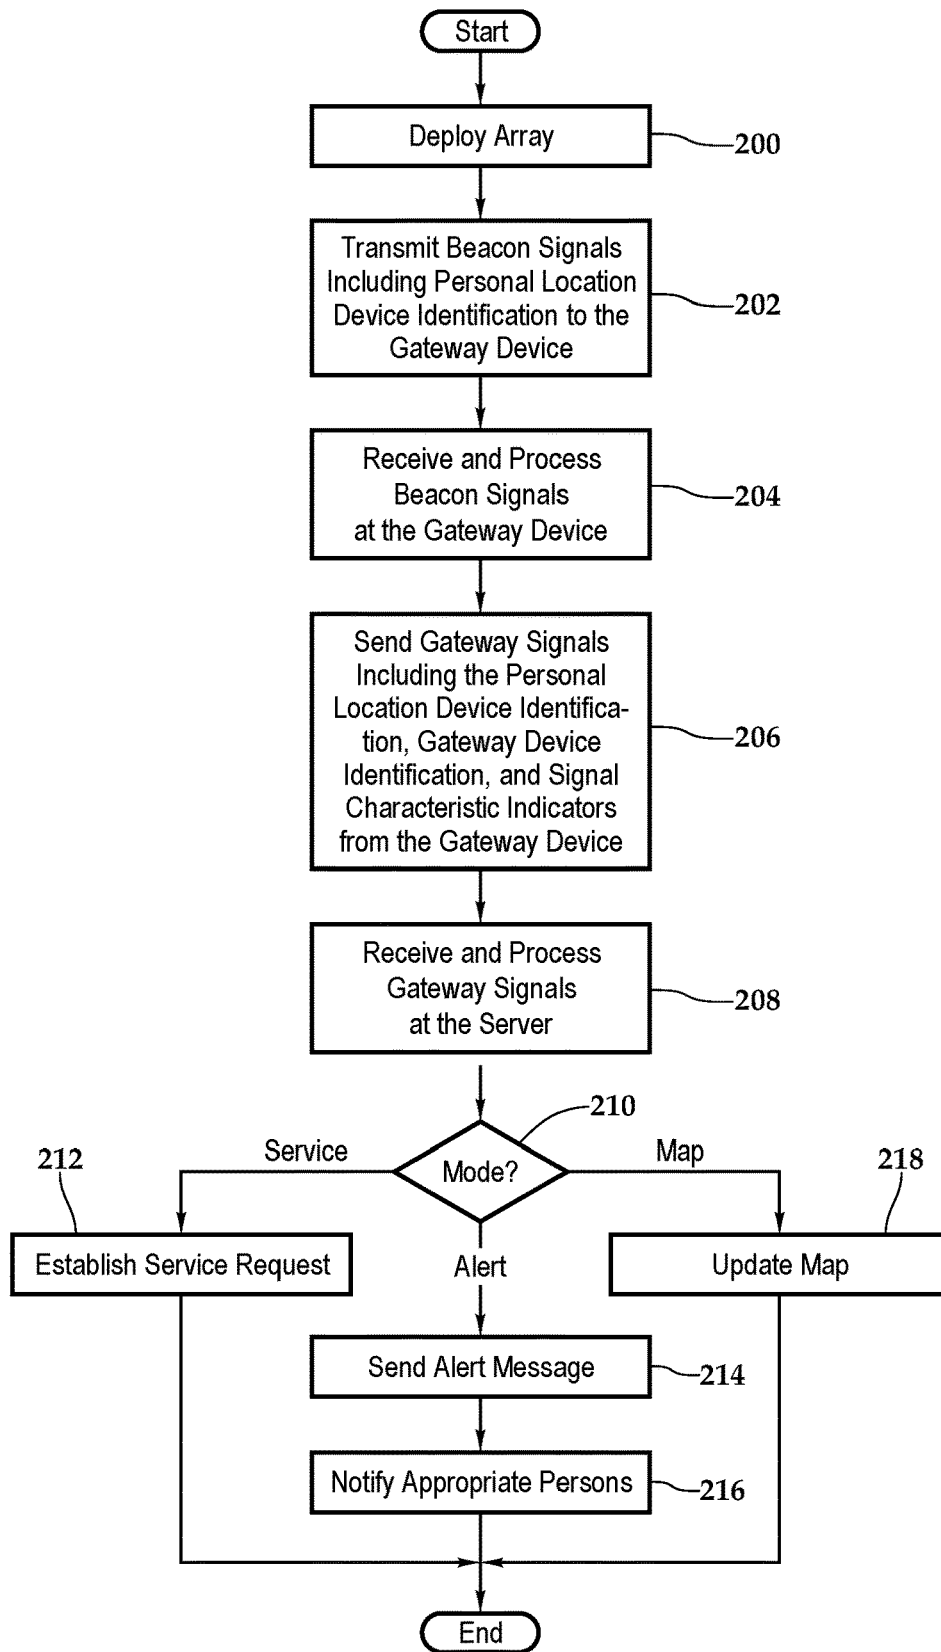 Start
Deploy Array
200
Transmit Beacon Signals
Including Personal Location
Device Identification to the
Gateway Device
202
Receive and Process
Beacon Signals
at the Gateway Device
204
Send Gateway Signals
Including the Personal
Location Device Identifica-
tion, Gateway Device
Identification, and Signal
Characteristic Indicators
from the Gateway Device
206
Receive and Process
Gateway Signals
at the Server
208
210
212
Service
Mode?
Map
218
Establish Service Request
Alert
Update Map
Send Alert Message
214
Notify Appropriate Persons
216
End